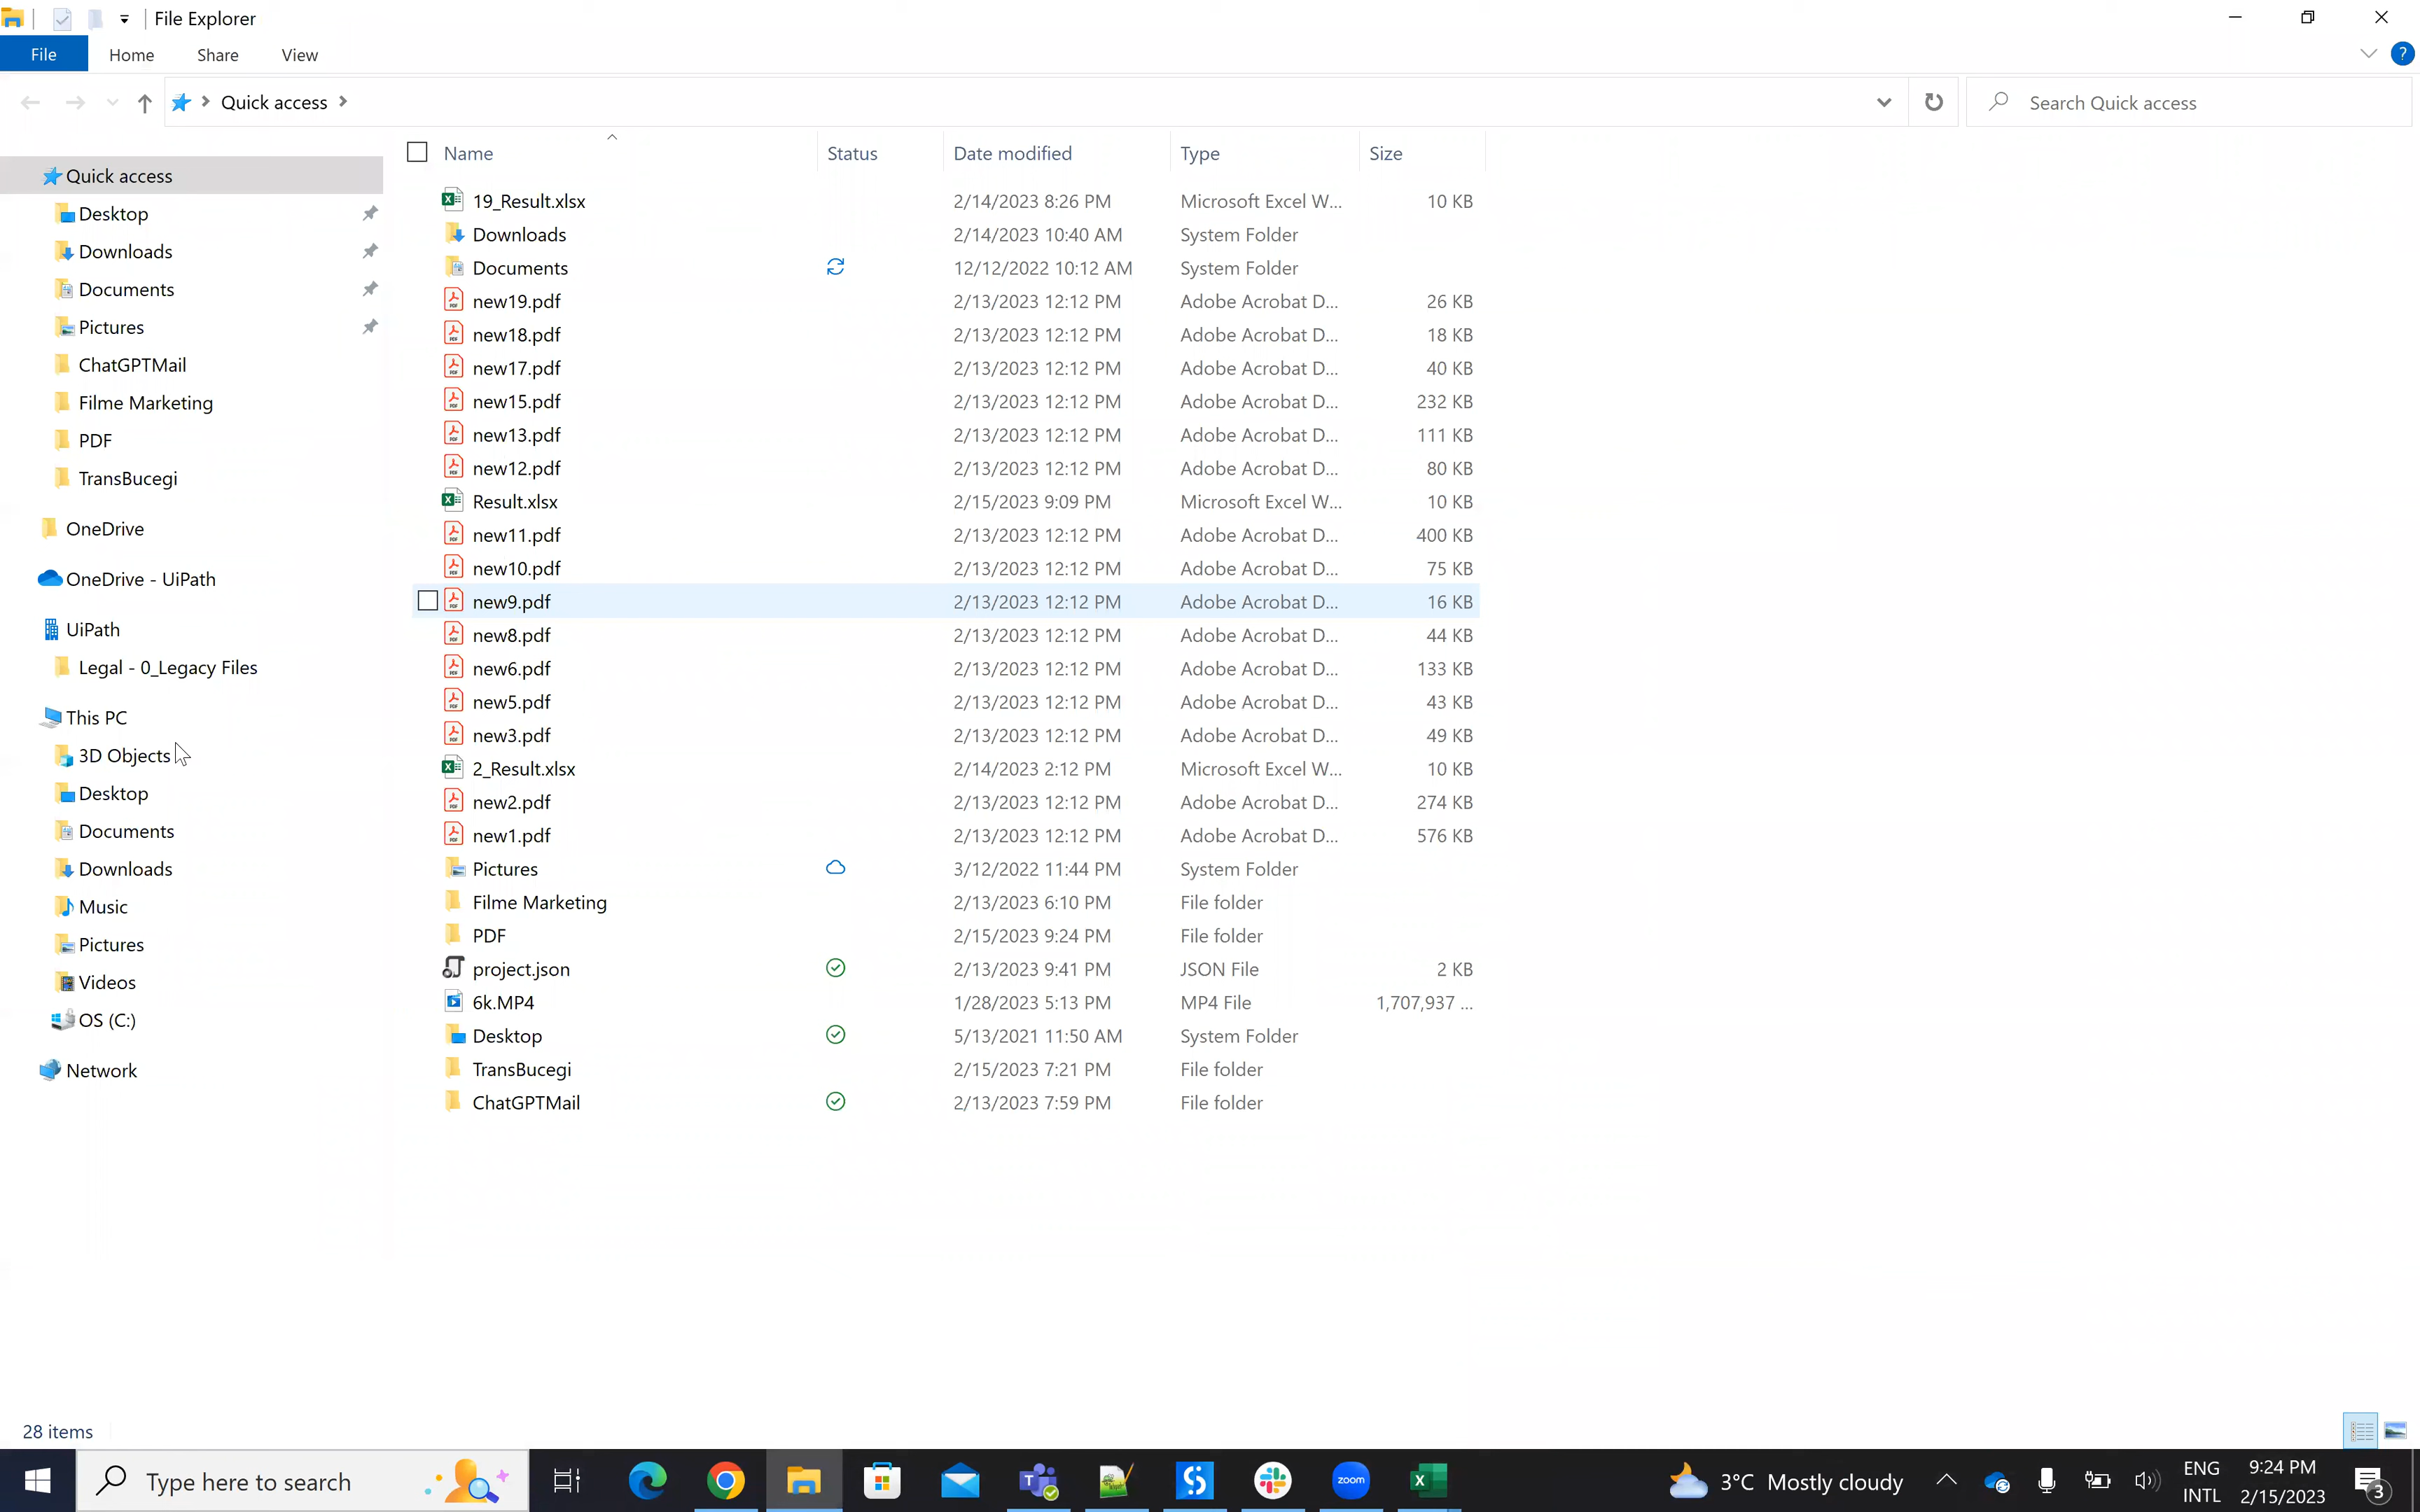 File Explorer
File Home Share View
Quick access
Search Quick access
Name Status Date modified Type Size
Quick access
Desktop
Downloads
Documents
Pictures
ChatGPTMail
Filme Marketing
PDF
TransBucegi
OneDrive
OneDrive - UiPath
UiPath
Legal - 0_Legacy Files
This PC
3D Objects
Desktop
Documents
Downloads
Music
Pictures
Videos
OS (C:)
Network
19_Result.xlsx 2/14/2023 8:26 PM Microsoft Excel W... 10 KB
Downloads 2/14/2023 10:40 AM System Folder
Documents 12/12/2022 10:12 AM System Folder
new19.pdf 2/13/2023 12:12 PM Adobe Acrobat D... 26 KB
new18.pdf 2/13/2023 12:12 PM Adobe Acrobat D... 18 KB
new17.pdf 2/13/2023 12:12 PM Adobe Acrobat D... 40 KB
new15.pdf 2/13/2023 12:12 PM Adobe Acrobat D... 232 KB
new13.pdf 2/13/2023 12:12 PM Adobe Acrobat D... 111 KB
new12.pdf 2/13/2023 12:12 PM Adobe Acrobat D... 80 KB
Result.xlsx 2/15/2023 9:09 PM Microsoft Excel W... 10 KB
new11.pdf 2/13/2023 12:12 PM Adobe Acrobat D... 400 KB
new10.pdf 2/13/2023 12:12 PM Adobe Acrobat D... 75 KB
new9.pdf 2/13/2023 12:12 PM Adobe Acrobat D... 16 KB
new8.pdf 2/13/2023 12:12 PM Adobe Acrobat D... 44 KB
new6.pdf 2/13/2023 12:12 PM Adobe Acrobat D... 133 KB
new5.pdf 2/13/2023 12:12 PM Adobe Acrobat D... 43 KB
new3.pdf 2/13/2023 12:12 PM Adobe Acrobat D... 49 KB
2_Result.xlsx 2/14/2023 2:12 PM Microsoft Excel W... 10 KB
new2.pdf 2/13/2023 12:12 PM Adobe Acrobat D... 274 KB
new1.pdf 2/13/2023 12:12 PM Adobe Acrobat D... 576 KB
Pictures 3/12/2022 11:44 PM System Folder
Filme Marketing 2/13/2023 6:10 PM File folder
PDF 2/15/2023 9:24 PM File folder
project.json 2/13/2023 9:41 PM JSON File 2 KB
6k.MP4 1/28/2023 5:13 PM MP4 File 1,707,937 ...
Desktop 5/13/2021 11:50 AM System Folder
TransBucegi 2/15/2023 7:21 PM File folder
ChatGPTMail 2/13/2023 7:59 PM File folder
28 items
Type here to search
zoom
3°C Mostly cloudy
ENG
INTL
9:24 PM
2/15/2023
3